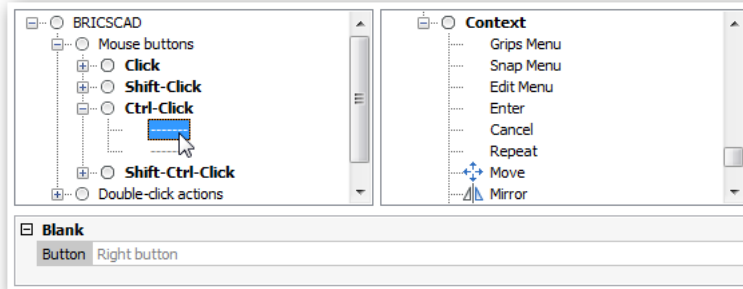 BRICSCAD
Mouse buttons
Click
Shift-Click
Ctrl-Click
Shift-Ctrl-Click
Double-click actions
Context
Grips Menu
Snap Menu
Edit Menu
Enter
Cancel
Repeat
Move
Mirror
Blank
Button Right button